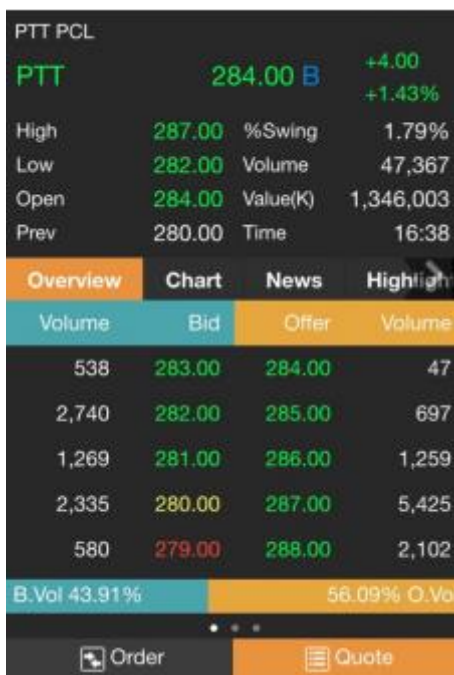 PTT PCL
PTT 284.00 B +4.00
+1.43%
High 287.00 %Swing 1.79%
Low 282.00 Volume 47,367
Open 284.00 Value(K) 1,346,003
Prev 280.00 Time 16:38
Overview Chart News Highligh
Volume Bid Offer Volume
538 283.00 284.00 47
2,740 282.00 285.00 697
1,269 281.00 286.00 1,259
2,335 280.00 287.00 5,425
580 279.00 288.00 2,102
B.Vol 43.91% 56.09% O.Vo
Order Quote